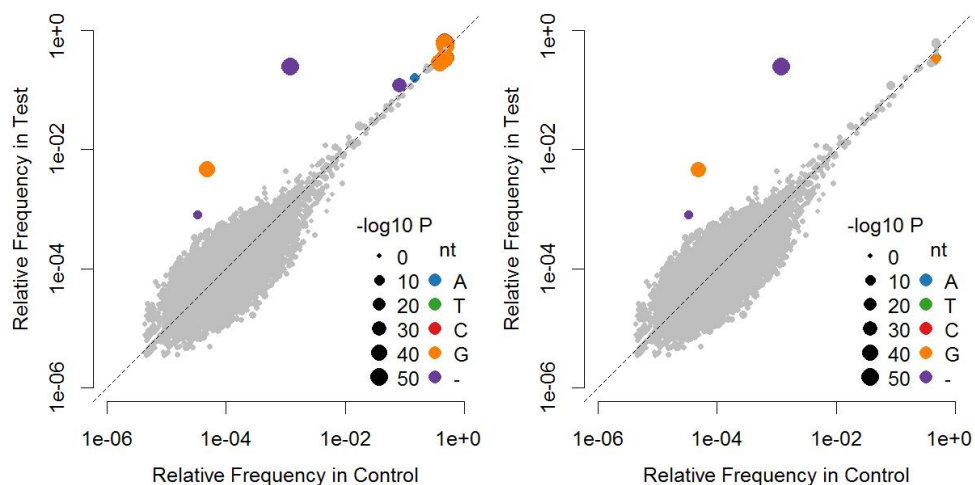 1e+0
1e-02
1e-04
1e-06
Relative Frequency in Test
-log10 P
nt
0
10 A
20 T
30 C
40 G
50 -
1e-06 1e-04 1e-02 1e+0
Relative Frequency in Control
1e+0
1e-02
1e-04
1e-06
Relative Frequency in Test
-log10 P
nt
0
10 A
20 T
30 C
40 G
50 -
1e-06 1e-04 1e-02 1e+0
Relative Frequency in Control